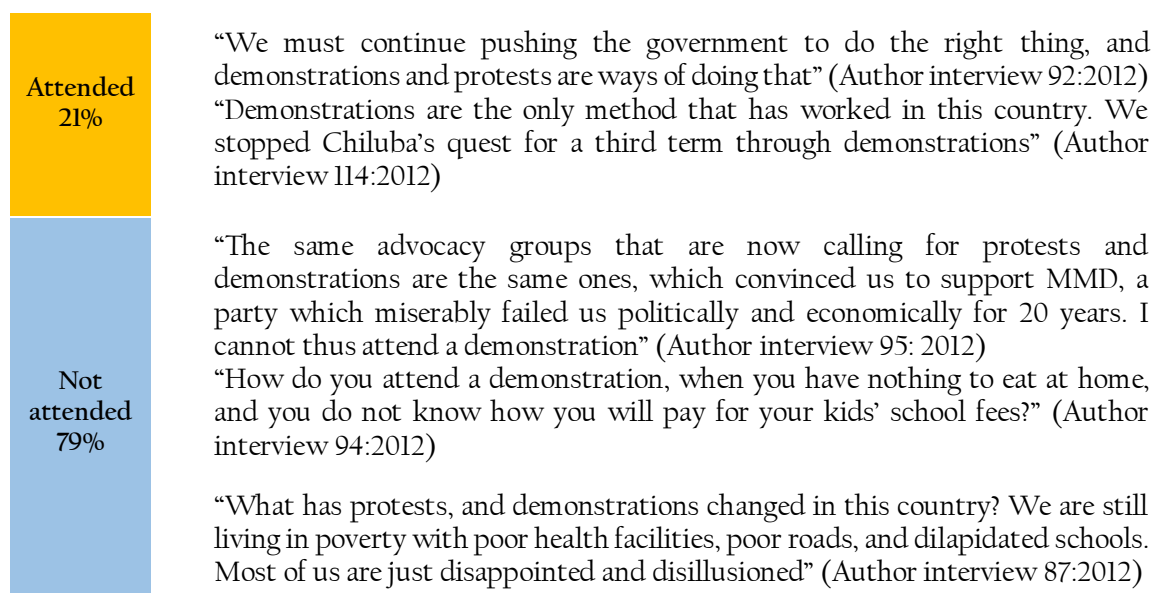 Attended
21%
“We must continue pushing the government to do the right thing, and
demonstrations and protests are ways of doing that” (Author interview 92:2012)
“Demonstrations are the only method that has worked in this country. We
stopped Chiluba’s quest for a third term through demonstrations” (Author
interview 114:2012)
Not
attended
79%
“The same advocacy groups that are now calling for protests and
demonstrations are the same ones, which convinced us to support MMD, a
party which miserably failed us politically and economically for 20 years. I
cannot thus attend a demonstration” (Author interview 95: 2012)
“How do you attend a demonstration, when you have nothing to eat at home,
and you do not know how you will pay for your kids’ school fees?” (Author
interview 94:2012)
“What has protests, and demonstrations changed in this country? We are still
living in poverty with poor health facilities, poor roads, and dilapidated schools.
Most of us are just disappointed and disillusioned” (Author interview 87:2012)